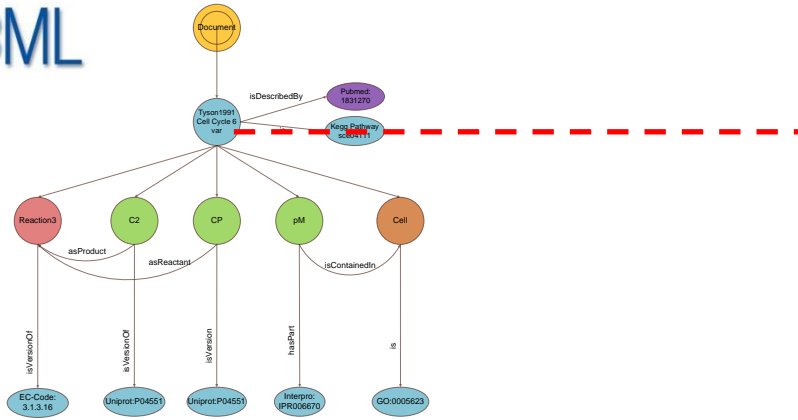 BML
Document
isDescribedBy
Pubmed:
1831270
Tyson1991
Cell Cycle 6
var
Kegg Pathway
sce04111
Reaction3
C2
CP
pM
Cell
asProduct
asReactant
isContainedIn
isVersionOf
isVersionOf
isVersion
hasPart
is
EC-Code:
3.1.3.16
Uniprot:P04551
Uniprot:P04551
Interpro:
IPR006670
GO:0005623